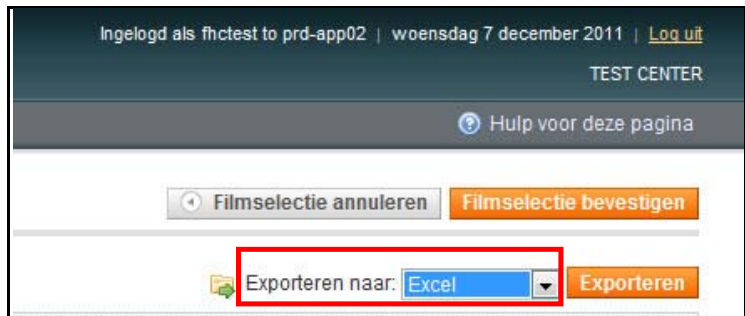 Ingelogd als fhctest to prd-app02 | woensdag 7 december 2011 | Log uit
TEST CENTER
Hulp voor deze pagina
Filmselectie annuleren Filmselectie bevestigen
Exporteren naar: Excel Exporteren